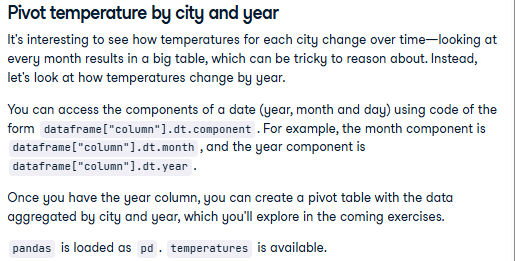 Pivot temperature by city and year
It's interesting to see how temperatures for each city change over time—looking at
every month results in a big table, which can be tricky to reason about. Instead,
let's look at how temperatures change by year.
You can access the components of a date (year, month and day) using code of the
form dataframe["column"].dt.component. For example, the month component is
dataframe["column"].dt.month, and the year component is
dataframe["column"].dt.year.
Once you have the year column, you can create a pivot table with the data
aggregated by city and year, which you'll explore in the coming exercises.
pandas is loaded as pd. temperatures is available.